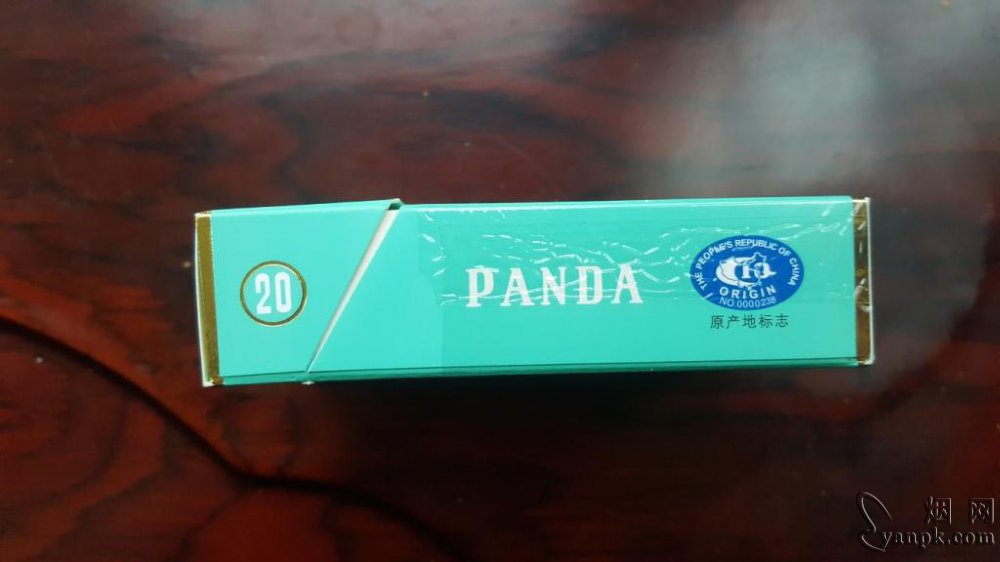 20
PANDA
THE PEOPLE'S REPUBLIC OF CHINA
CIQ
ORIGIN
NO.0000238
原产地标志
烟网
yanpk.com